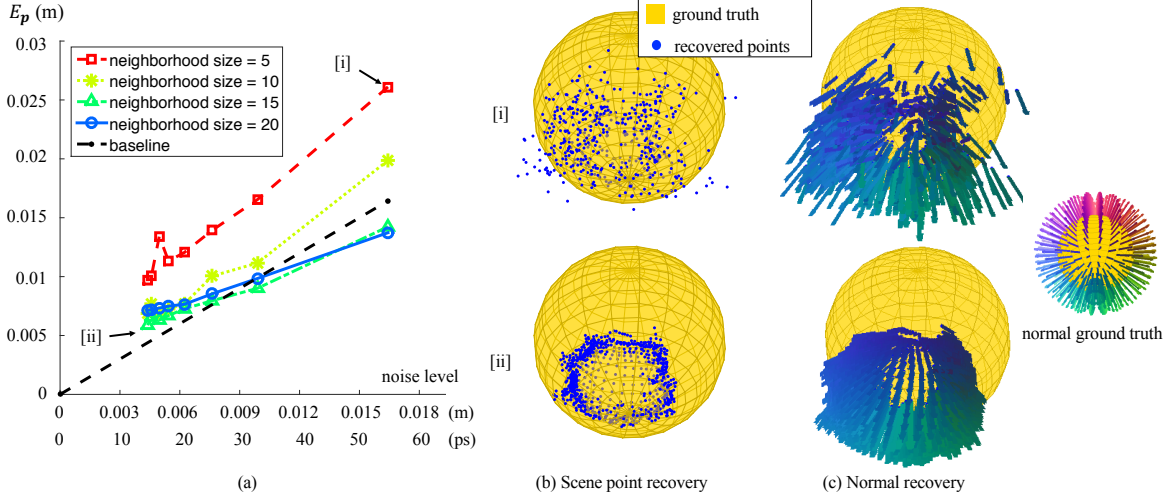 E_p (m)
0.03
0.025
0.02
0.015
0.01
0.005
0
neighborhood size = 5
neighborhood size = 10
neighborhood size = 15
neighborhood size = 20
baseline
[i]
[ii]
noise level
0.003 0.006 0.009 0.012 0.015 0.018 (m)
0 10 20 30 40 50 60 (ps)
(a)
ground truth
recovered points
[i]
[ii]
normal ground truth
(b) Scene point recovery
(c) Normal recovery